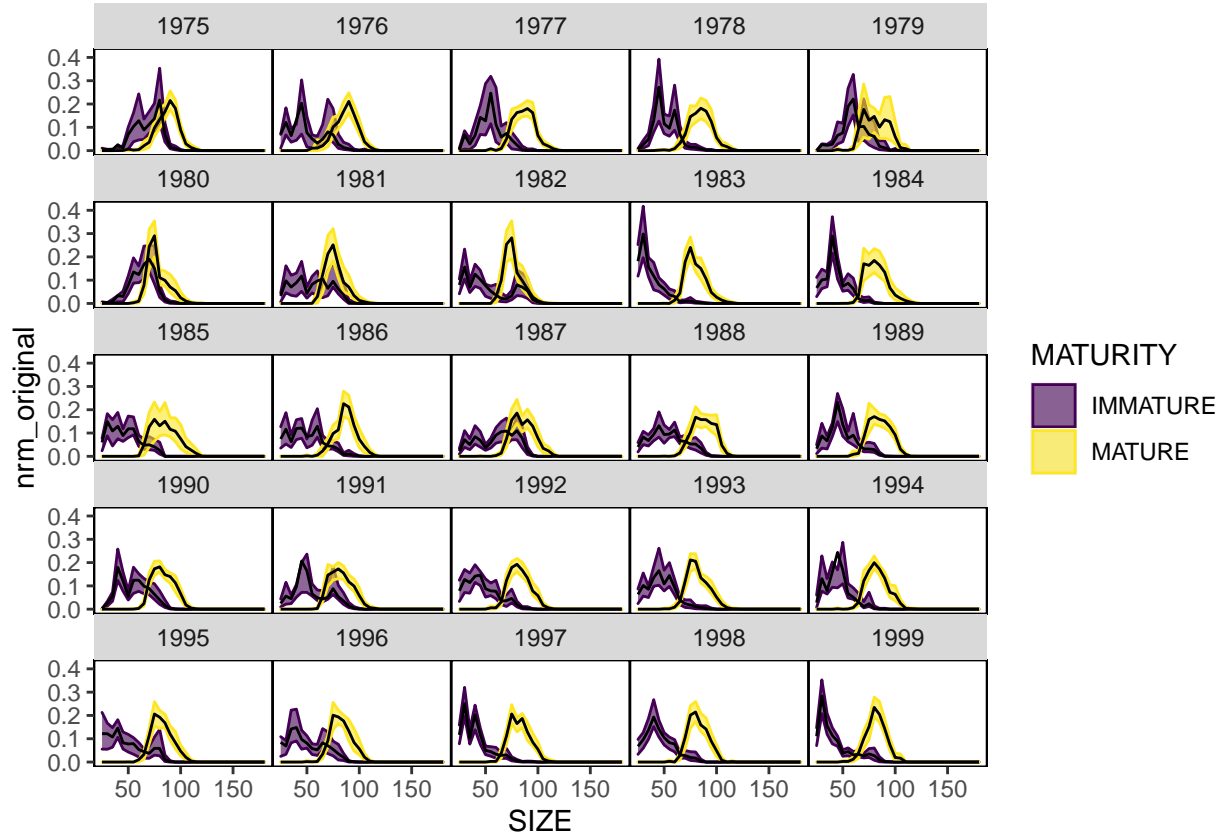 1975 1976 1977 1978 1979
0.4
0.3
0.2
0.1
0.0
1980 1981 1982 1983 1984
0.4
0.3
0.2
0.1
0.0
1985 1986 1987 1988 1989
0.4
0.3
0.2
0.1
0.0
1990 1991 1992 1993 1994
0.4
0.3
0.2
0.1
0.0
1995 1996 1997 1998 1999
0.4
0.3
0.2
0.1
0.0
50 100 150 50 100 150 50 100 150 50 100 150 50 100 150
SIZE
nrm_original
MATURITY
IMMATURE
MATURE